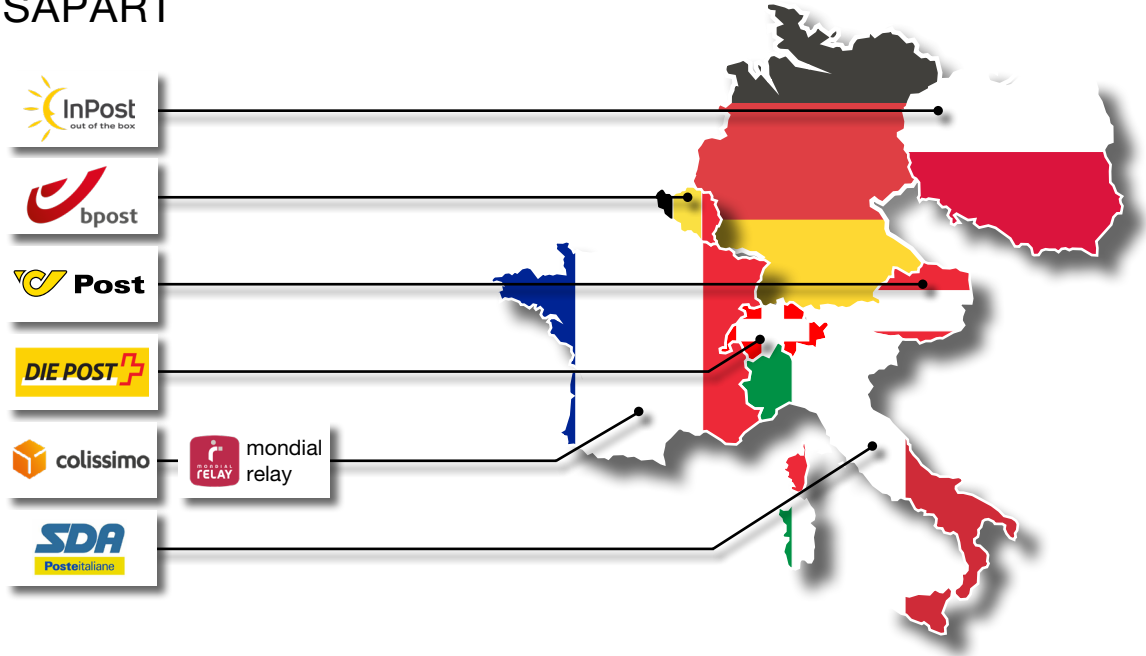 SAPART
InPost
out of the box
bpost
Post
DIE POST
colissimo
MONDIAL
rELAY
mondial
relay
SDA
Posteitaliane